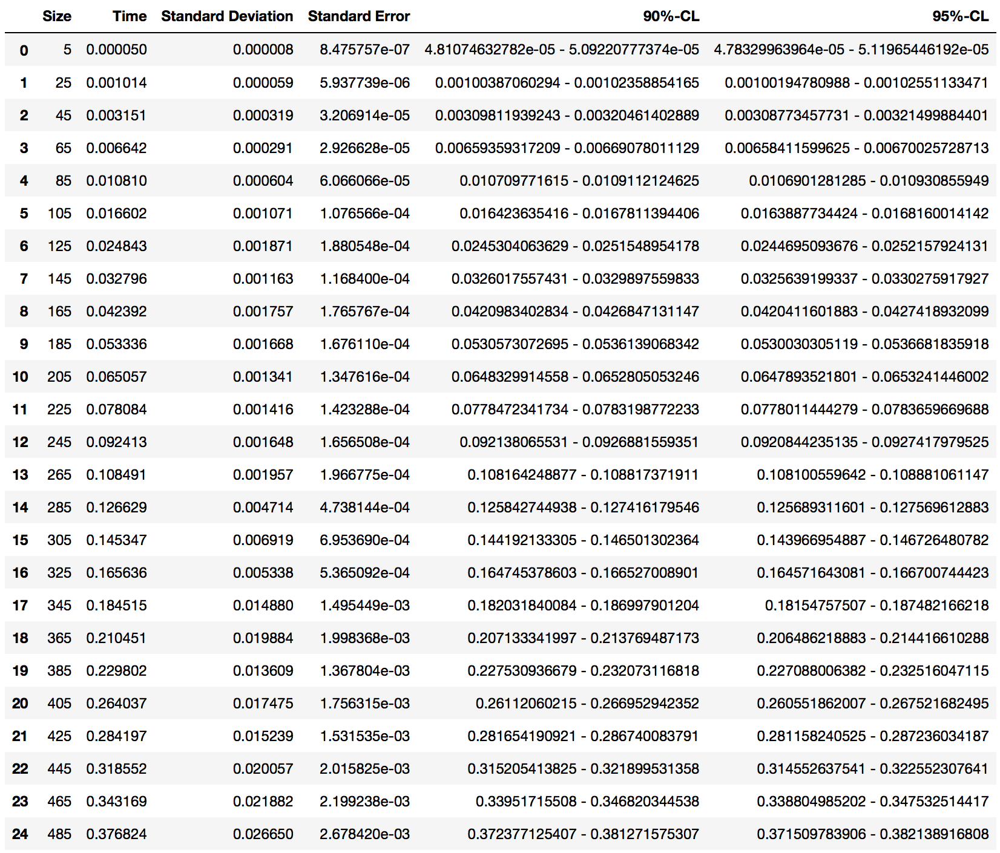 Size Time Standard Deviation Standard Error 90%-CL 95%-CL
0 5 0.000050 0.000008 8.475757e-07 4.81074632782e-05 - 5.09220777374e-05 4.78329963964e-05 - 5.11965446192e-05
1 25 0.001014 0.000059 5.937739e-06 0.00100387060294 - 0.00102358854165 0.00100194780988 - 0.00102551133471
2 45 0.003151 0.000319 3.206914e-05 0.00309811939243 - 0.00320461402889 0.00308773457731 - 0.00321499884401
3 65 0.006642 0.000291 2.926628e-05 0.00659359317209 - 0.00669078011129 0.00658411599625 - 0.00670025728713
4 85 0.010810 0.000604 6.066066e-05 0.010709771615 - 0.0109112124625 0.0106901281285 - 0.010930855949
5 105 0.016602 0.001071 1.076566e-04 0.016423635416 - 0.0167811394406 0.0163887734424 - 0.0168160014142
6 125 0.024843 0.001871 1.880548e-04 0.0245304063629 - 0.0251548954178 0.0244695093676 - 0.0252157924131
7 145 0.032796 0.001163 1.168400e-04 0.0326017557431 - 0.0329897559833 0.0325639199337 - 0.0330275917927
8 165 0.042392 0.001757 1.765767e-04 0.0420983402834 - 0.0426847131147 0.0420411601883 - 0.0427418932099
9 185 0.053336 0.001668 1.676110e-04 0.0530573072695 - 0.0536139068342 0.0530030305119 - 0.0536681835918
10 205 0.065057 0.001341 1.347616e-04 0.0648329914558 - 0.0652805053246 0.0647893521801 - 0.0653241446002
11 225 0.078084 0.001416 1.423288e-04 0.0778472341734 - 0.0783198772233 0.0778011444279 - 0.0783659669688
12 245 0.092413 0.001648 1.656508e-04 0.092138065531 - 0.0926881559351 0.0920844235135 - 0.0927417979525
13 265 0.108491 0.001957 1.966775e-04 0.108164248877 - 0.108817371911 0.108100559642 - 0.108881061147
14 285 0.126629 0.004714 4.738144e-04 0.125842744938 - 0.127416179546 0.125689311601 - 0.127569612883
15 305 0.145347 0.006919 6.953690e-04 0.144192133305 - 0.146501302364 0.143966954887 - 0.146726480782
16 325 0.165636 0.005338 5.365092e-04 0.164745378603 - 0.166527008901 0.164571643081 - 0.166700744423
17 345 0.184515 0.014880 1.495449e-03 0.182031840084 - 0.186997901204 0.18154757507 - 0.187482166218
18 365 0.210451 0.019884 1.998368e-03 0.207133341997 - 0.213769487173 0.206486218883 - 0.214416610288
19 385 0.229802 0.013609 1.367804e-03 0.227530936679 - 0.232073116818 0.227088006382 - 0.232516047115
20 405 0.264037 0.017475 1.756315e-03 0.26112060215 - 0.266952942352 0.260551862007 - 0.267521682495
21 425 0.284197 0.015239 1.531535e-03 0.281654190921 - 0.286740083791 0.281158240525 - 0.287236034187
22 445 0.318552 0.020057 2.015825e-03 0.315205413825 - 0.321899531358 0.314552637541 - 0.322552307641
23 465 0.343169 0.021882 2.199238e-03 0.33951715508 - 0.346820344538 0.338804985202 - 0.347532514417
24 485 0.376824 0.026650 2.678420e-03 0.372377125407 - 0.381271575307 0.371509783906 - 0.382138916808